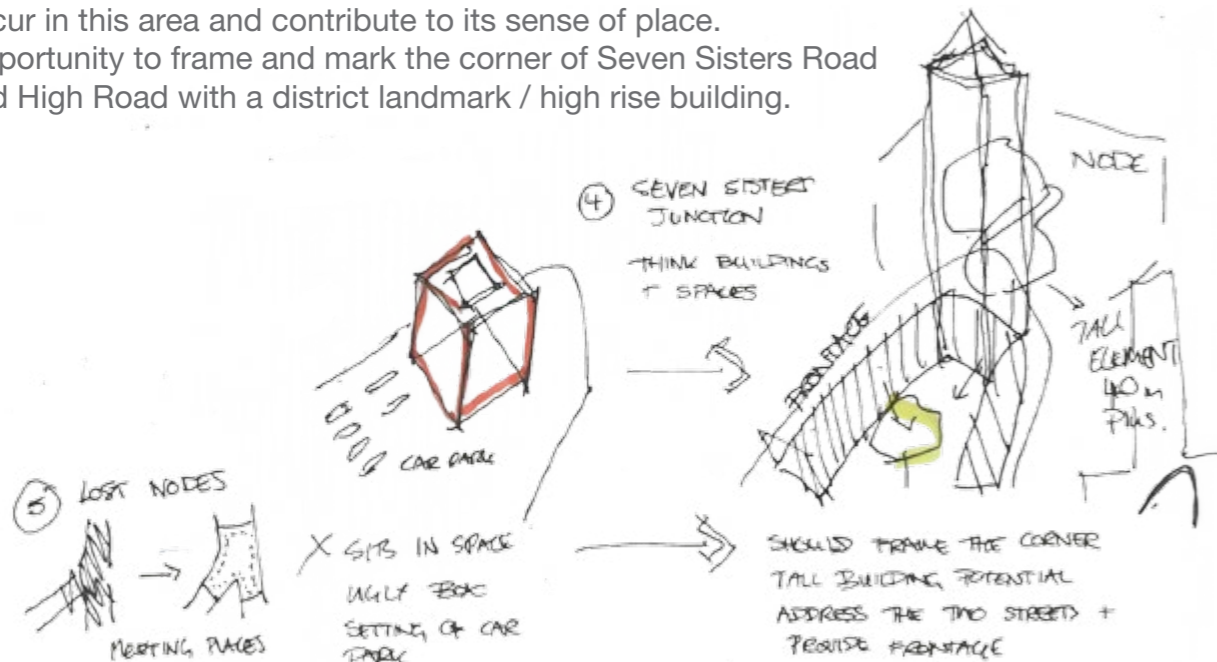 cur in this area and contribute to its sense of place.
pportunity to frame and mark the corner of Seven Sisters Road
d High Road with a district landmark / high rise building.
4 SEVEN SISTERS
JUNCTION
THINK BUILDINGS
+ SPACES
NODE
FRONTAGE
TALL
ELEMENT
40m
PLUS.
CAR PARK
5 LOST NODES
MEETING PLACES
X SITS IN SPACE
UGLY BOX
SETTING OF CAR
PARK
SHOULD FRAME THE CORNER
TALL BUILDING POTENTIAL
ADDRESS THE TWO STREETS +
PROVIDE FRONTAGE